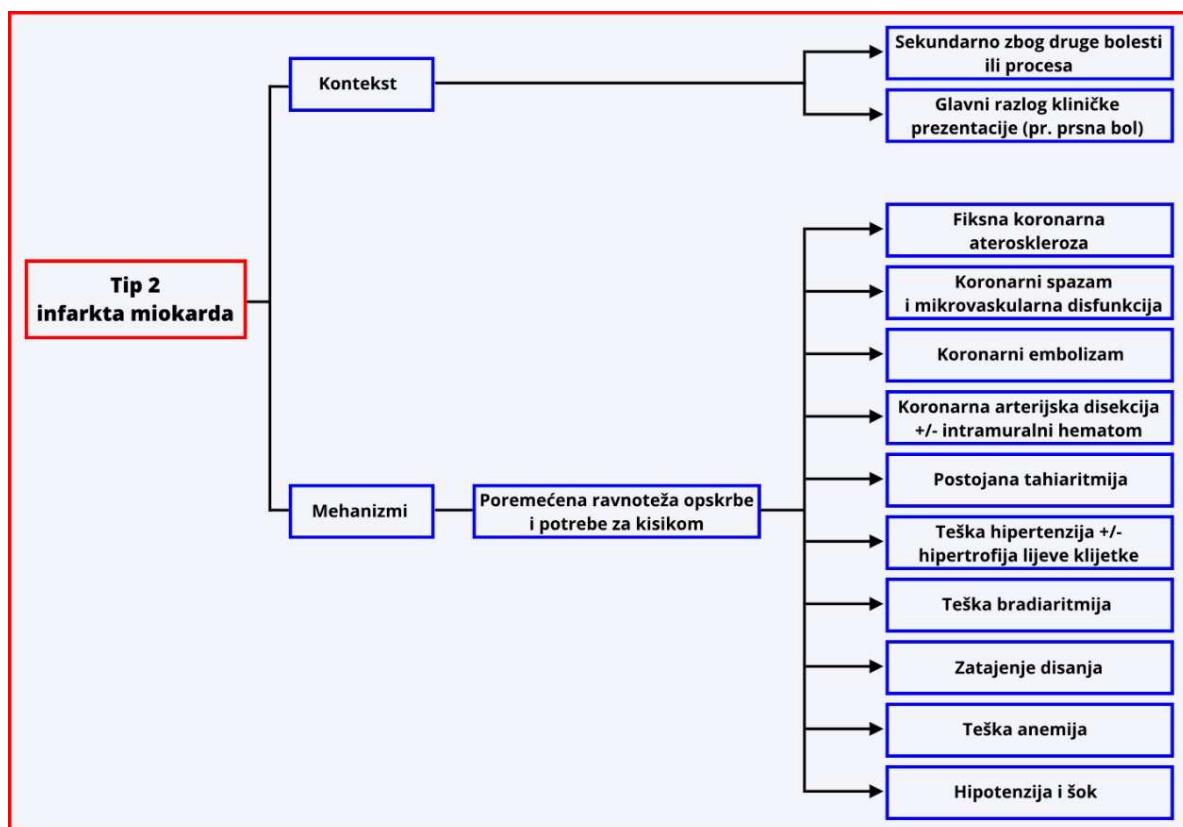 Tip 2
infarkta miokarda
Kontekst
Sekundarno zbog druge bolesti
ili procesa
Glavni razlog kliničke
prezentacije (pr. prsna bol)
Mehanizmi
Poremećena ravnoteža opskrbe
i potrebe za kisikom
Fiksna koronarna
ateroskleroza
Koronarni spazam
i mikrovaskularna disfunkcija
Koronarni embolizam
Koronarna arterijska disekcija
+/- intramuralni hematom
Postojana tahiaritmija
Teška hipertenzija +/-
hipertrofija lijeve klijetke
Teška bradiaritmija
Zatajenje disanja
Teška anemija
Hipotenzija i šok